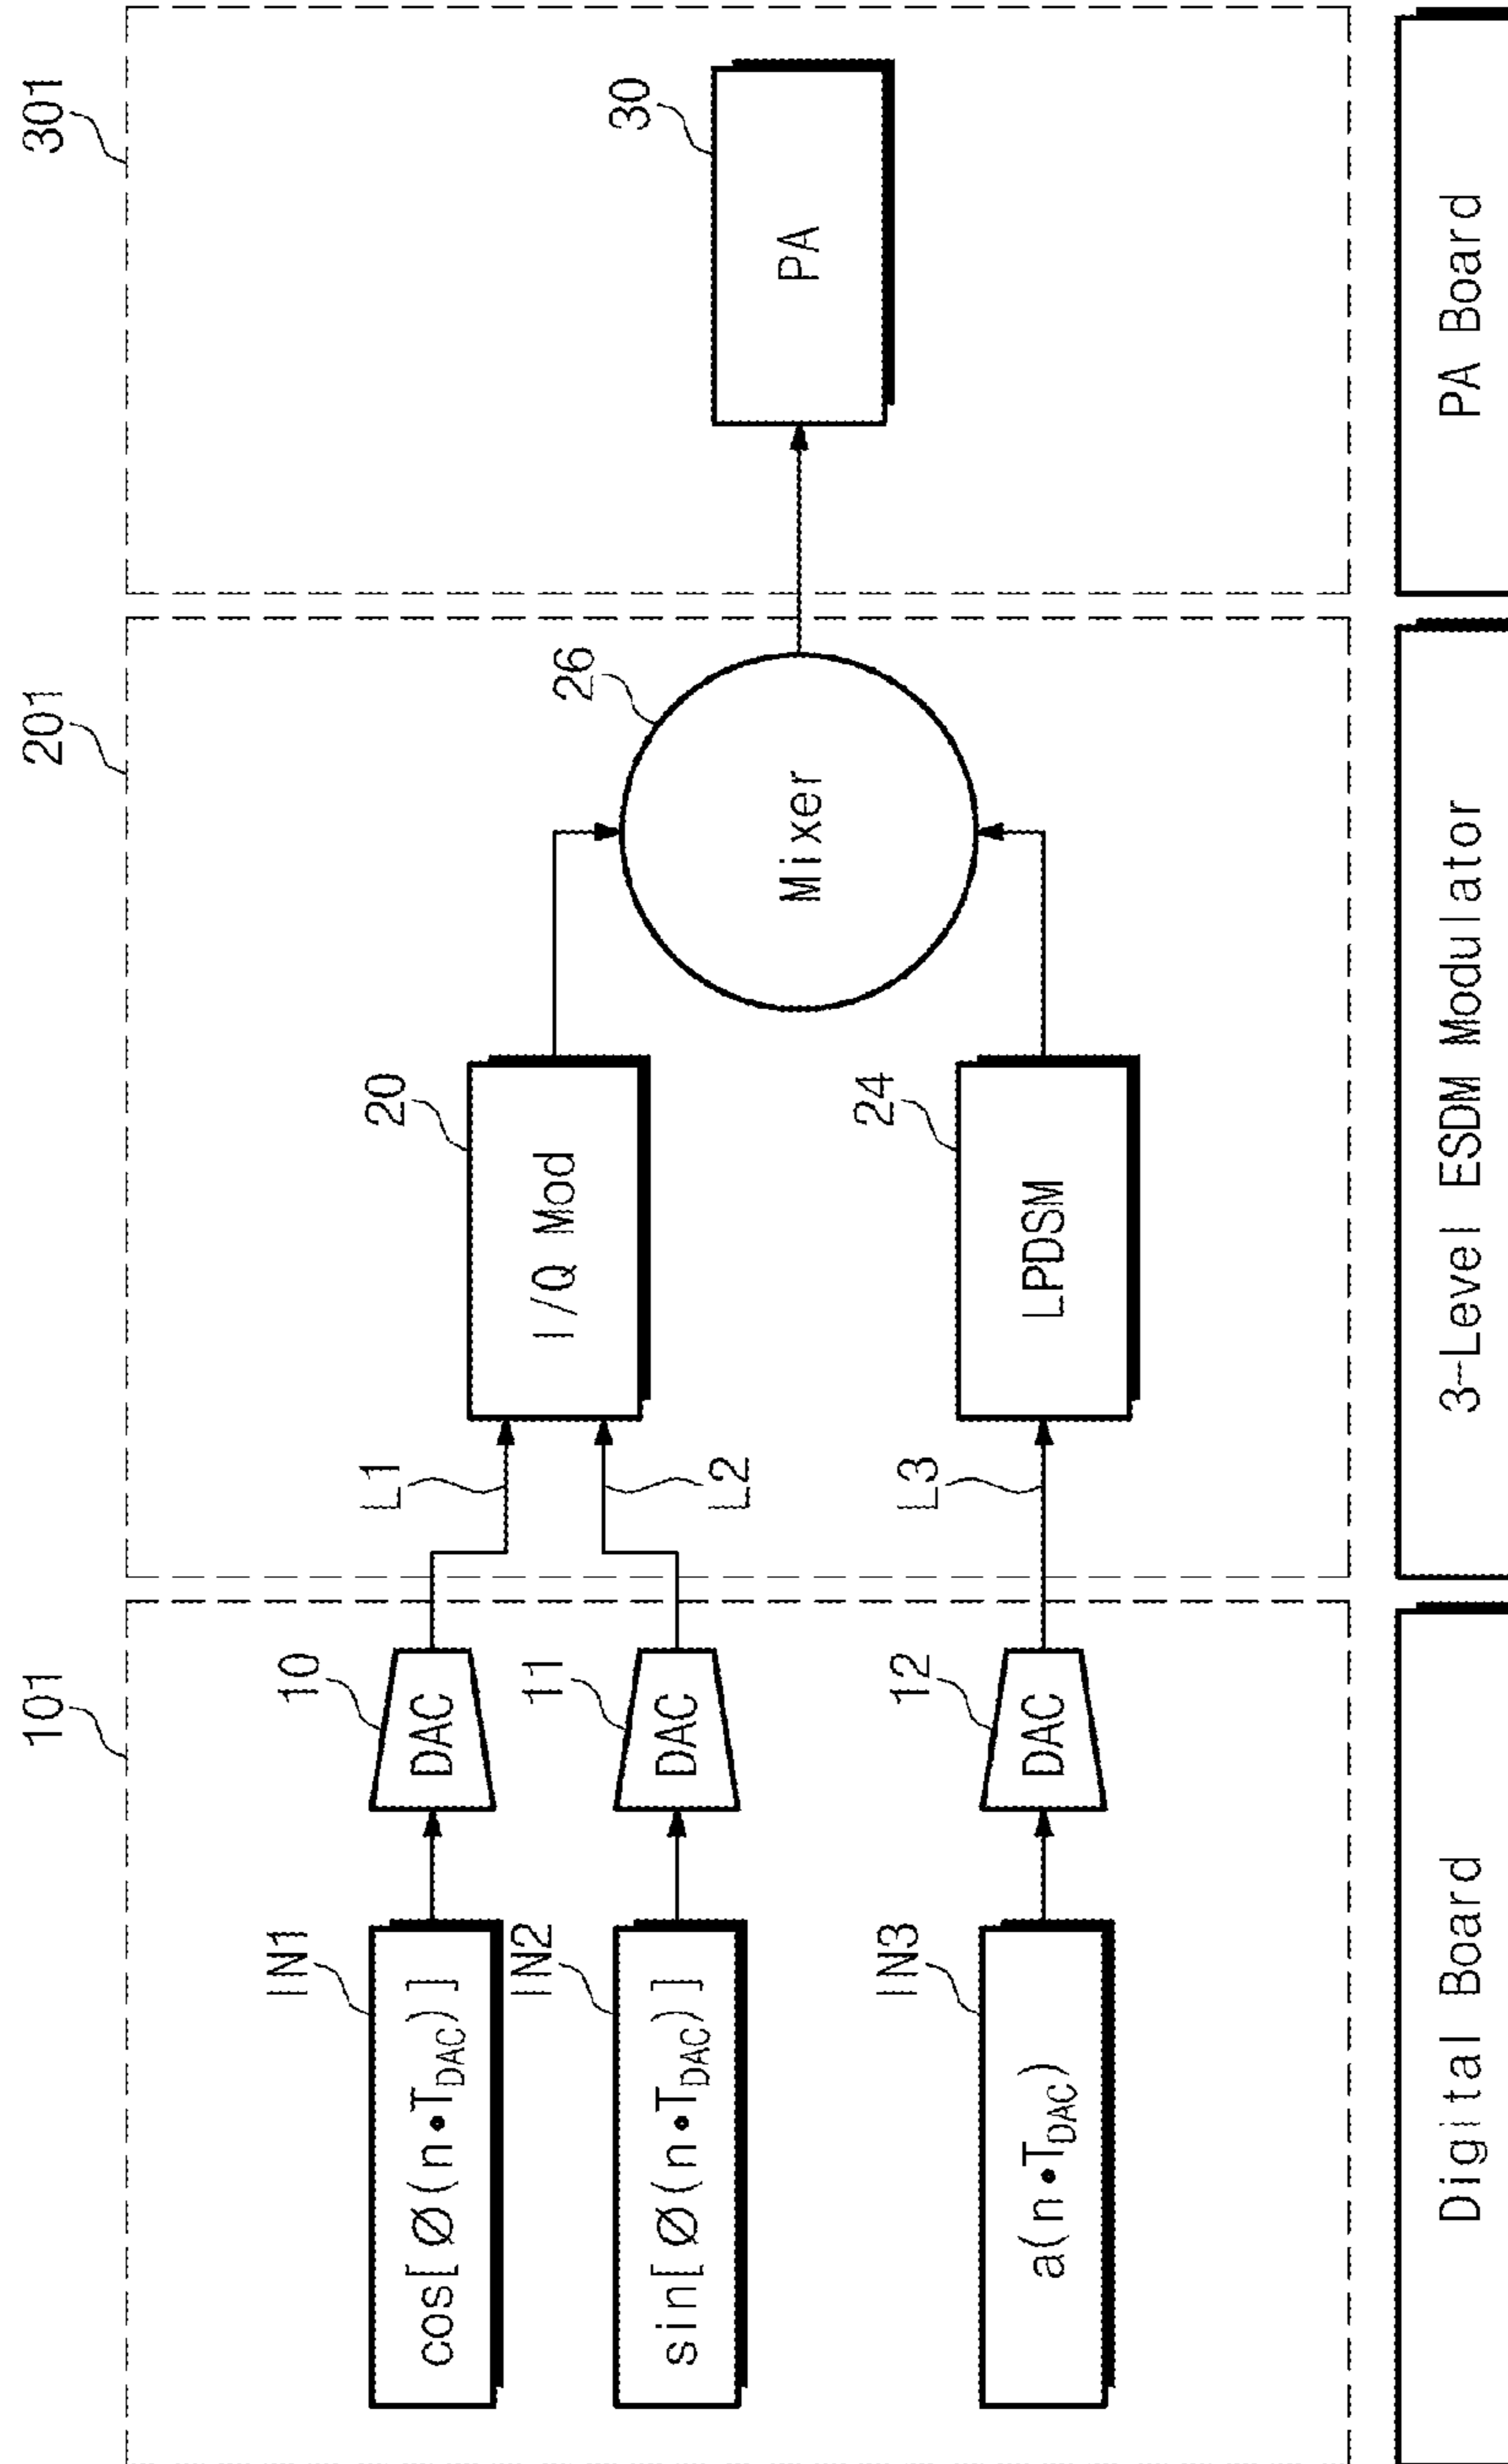 101
201
301
IN1
cos[Ø(n•T_DAC)]
10
DAC
L1
IN2
sin[Ø(n•T_DAC)]
11
DAC
L2
20
I/Q Mod
IN3
a(n•T_DAC)
12
DAC
L3
24
LPDSM
26
Mixer
30
PA
Digital Board
3-Level ESDM Modulator
PA Board